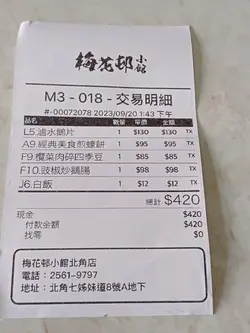 梅花邨小館
M3 - 018 - 交易明細
#-00072078 2023/09/20 1:43 下午
品名 數量 單價 金額
L5.滷水鵝片 1 $130 $130 TX
A9.經典美食煎蠔餅 1 $95 $95 TX
F9.欖菜肉碎四季豆 1 $85 $85 TX
F10.豉椒炒鵝腸 1 $98 $98 TX
J6.白飯 1 $12 $12 TX
總計 $420
現金 $420
付款金額 $420
找零 $0
梅花邨小館北角店
電話：2561-9797
地址：北角七姊妹道8號A地下